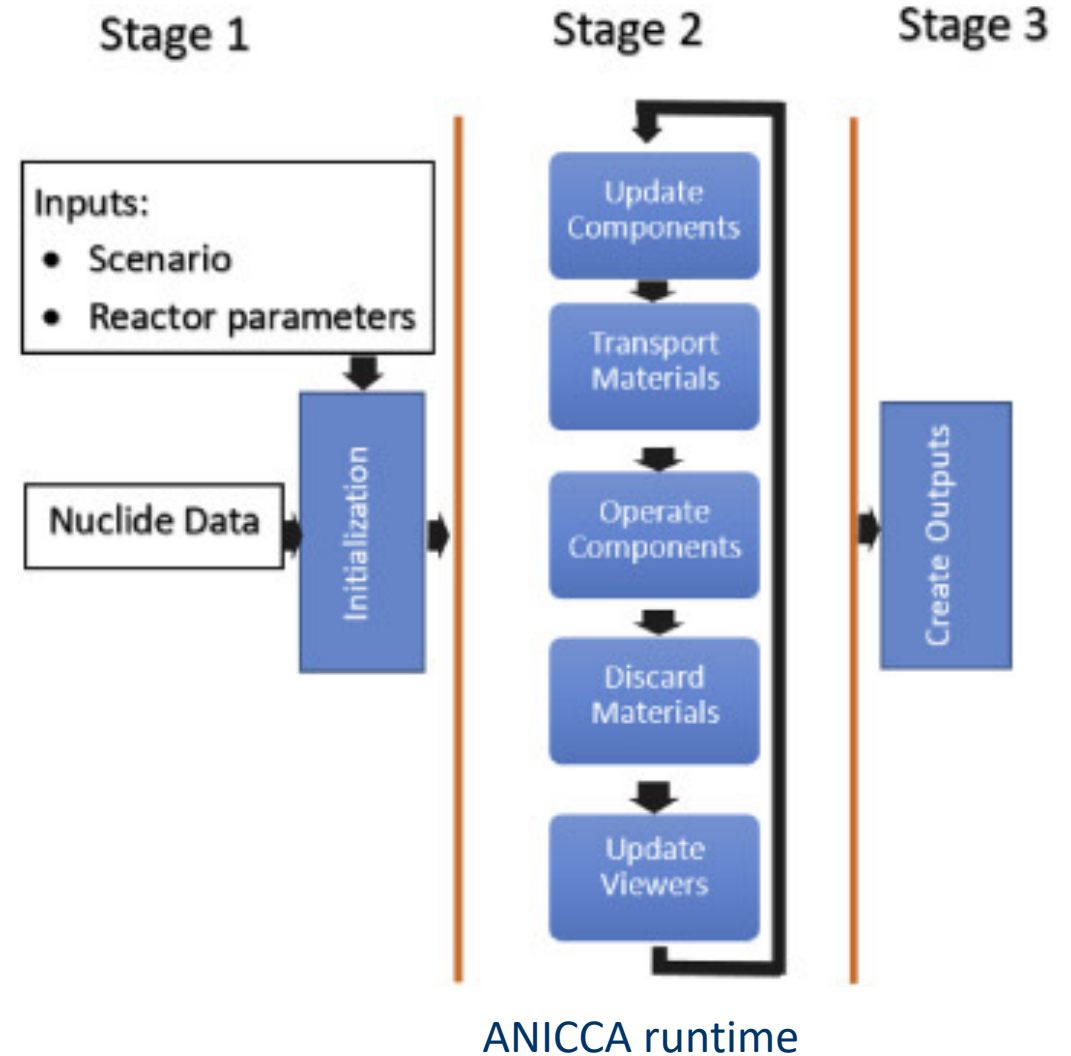 Stage 1
Stage 2
Stage 3
Inputs:
• Scenario
• Reactor parameters
Nuclide Data
Initialization
Update
Components
Transport
Materials
Operate
Components
Discard
Materials
Update
Viewers
Create Outputs
ANICCA runtime